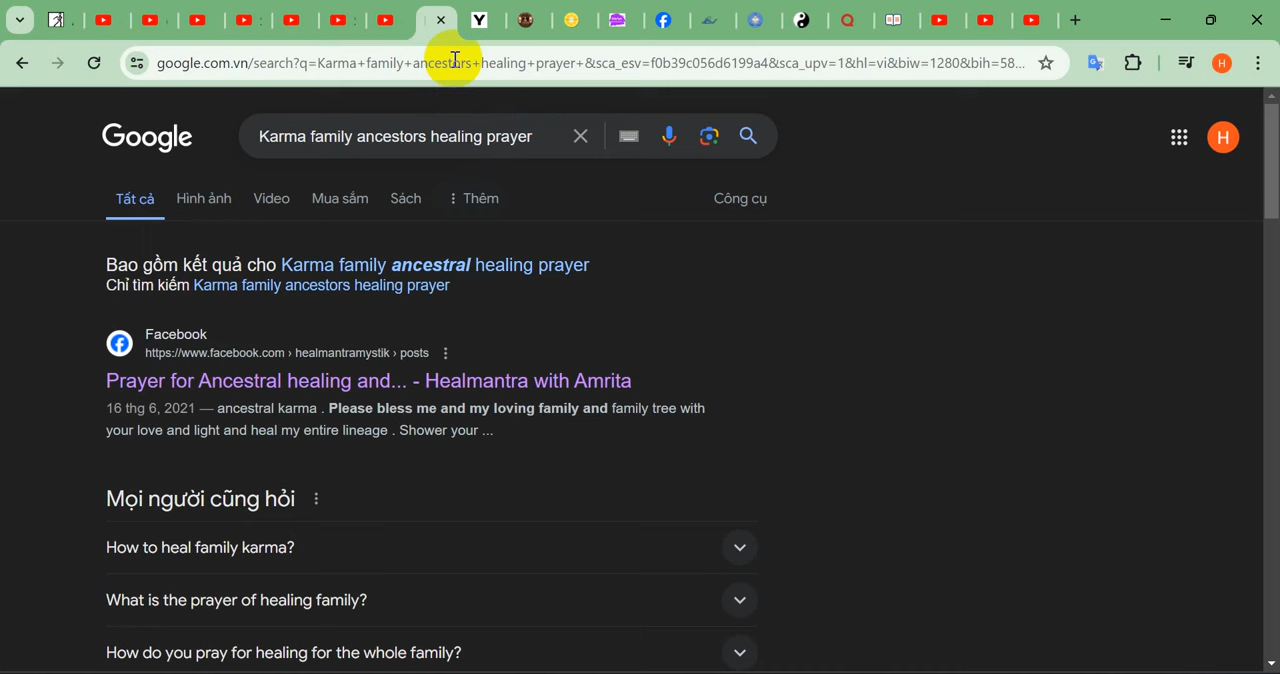 google.com.vn/search?q=Karma+family+ancestors+healing+prayer+&sca_esv=f0b39c056d6199a4&sca_upv=1&hl=vi&biw=1280&bih=58...
H
Google
Karma family ancestors healing prayer
H
Tất cả
Hình ảnh
Video
Mua sắm
Sách
Thêm
Công cụ
Bao gồm kết quả cho Karma family ancestral healing prayer
Chỉ tìm kiếm Karma family ancestors healing prayer
Facebook
https://www.facebook.com › healmantramystik › posts
Prayer for Ancestral healing and... - Healmantra with Amrita
16 thg 6, 2021 — ancestral karma . Please bless me and my loving family and family tree with
your love and light and heal my entire lineage . Shower your ...
Mọi người cũng hỏi
How to heal family karma?
What is the prayer of healing family?
How do you pray for healing for the whole family?